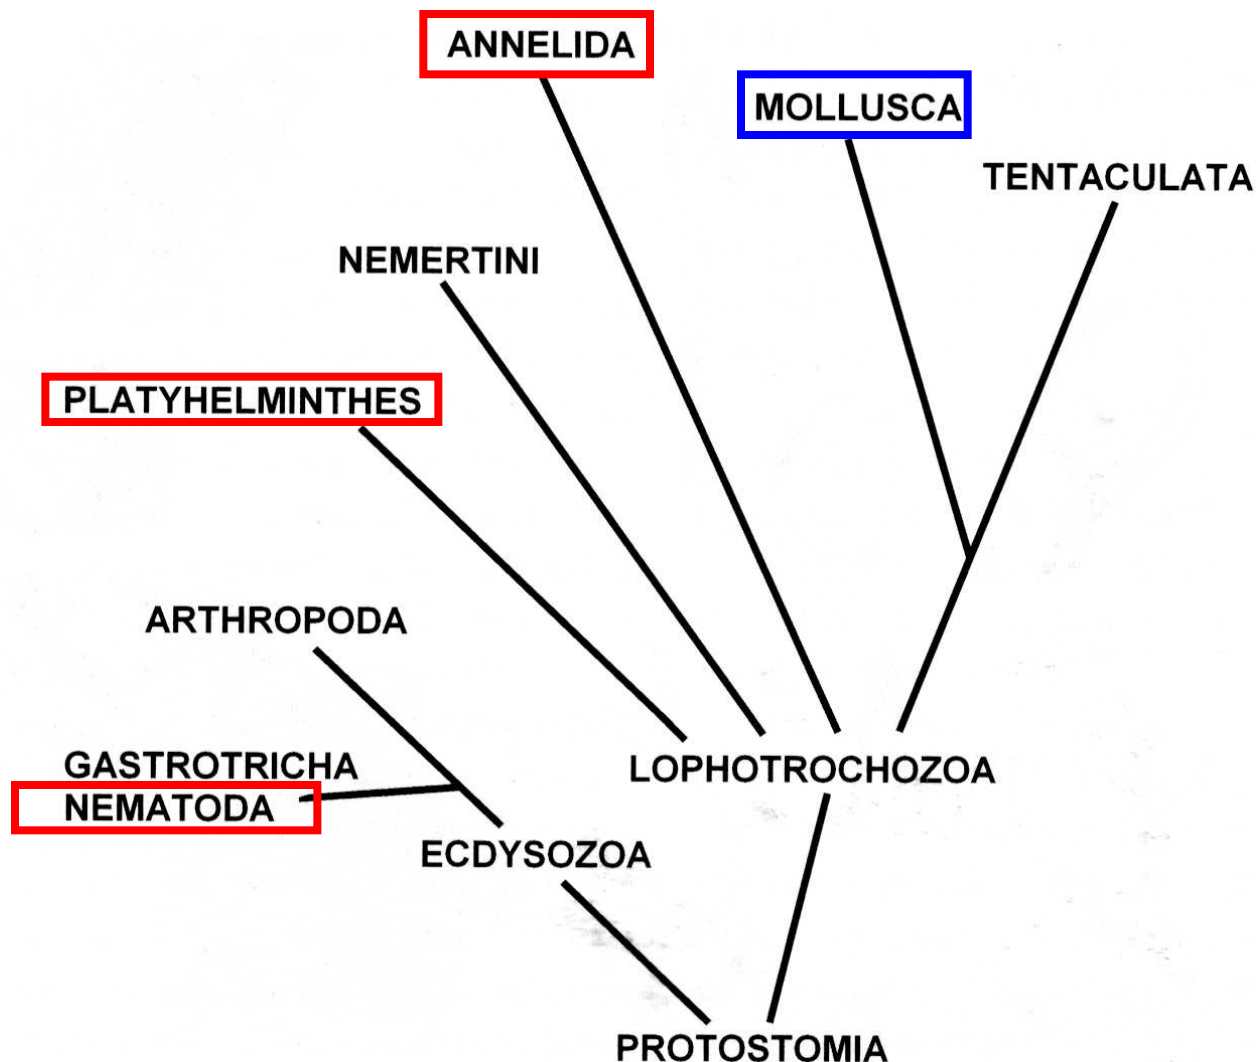 ANNELIDA
MOLLUSCA
TENTACULATA
NEMERTINI
PLATYHELMINTHES
ARTHROPODA
GASTROTRICHA
NEMATODA
LOPHOTROCHOZOA
ECDYSOZOA
PROTOSTOMIA